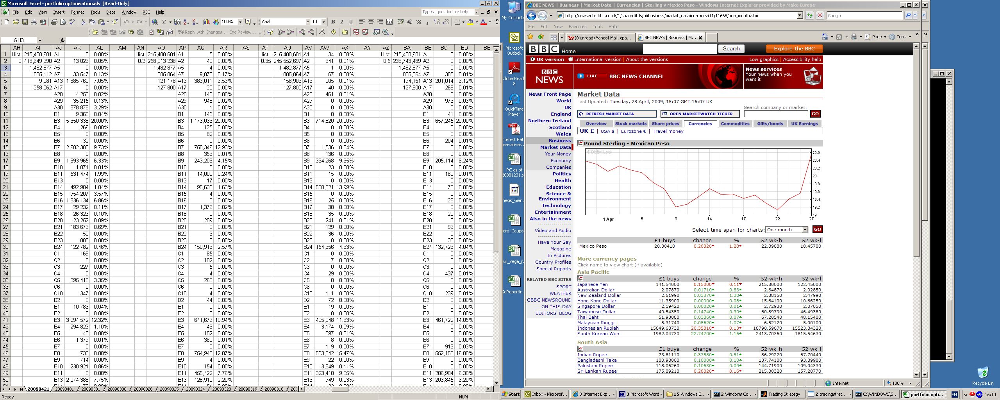 Microsoft Excel - portfolio optimisation.xls [Read-Only]
File Edit View Insert Format Tools Data Window RDI Help
Type a question for help
100%
Arial 10
Reply with Changes... End Review...
GH3 fx
AH AI AJ AK AL AM AN AO AP AQ AR AS AT AU AV AW AX AY AZ BA BB BC BD BE
1 Hist 215,480,681 A1 0 0.00% Hist 215,480,681 A1 5 0.00% Hist 215,480,681 A1 34 0.00% Hist 215,480,681 A1 0 0.00%
2 0 418,649,990 A2 13,026 0.05% 0.2 258,013,238 A2 40 0.00% 0.35 245,552,697 A2 341 0.01% 0.5 238,743,489 A2 0 0.00%
3 1,482,877 A5 0 0.00% 1,482,877 A5 4 0.00% 1,482,877 A5 1 0.00% 1,482,877 A5 0 0.00%
4 805,112 A7 33,547 0.13% 805,064 A7 9,873 0.17% 805,064 A7 67 0.00% 805,064 A7 385 0.01%
5 9,081 A13 1,885,760 7.05% 121,178 A13 383,011 6.53% 158,903 A13 205 0.01% 194,151 A13 201,014 6.12%
6 258,062 A17 0 0.00% 127,800 A17 20 0.00% 127,800 A17 40 0.00% 127,800 A17 268 0.01%
7 A28 4,253 0.02% A28 145 0.00% A28 461 0.01% A28 0 0.00%
8 A29 35,215 0.13% A29 948 0.02% A29 0 0.00% A29 976 0.03%
9 A30 878,878 3.29% A30 1 0.00% A30 0 0.00% A30 0 0.00%
10 B1 9,363 0.04% B1 145 0.00% B1 0 0.00% B1 41 0.00%
11 B3 5,350,338 20.00% B3 1,173,033 20.00% B3 714,820 20.00% B3 657,245 20.00%
12 B4 266 0.00% B4 125 0.00% B4 0 0.00% B4 0 0.00%
13 B5 0 0.00% B5 82 0.00% B5 0 0.00% B5 0 0.00%
14 B6 32 0.00% B6 0 0.00% B6 0 0.00% B6 204 0.01%
15 B7 2,602,308 9.73% B7 758,346 12.93% B7 1,536 0.04% B7 0 0.00%
16 B8 0 0.00% B8 353 0.01% B8 136 0.00% B8 0 0.00%
17 B9 1,693,965 6.33% B9 243,206 4.15% B9 334,268 9.35% B9 205,114 6.24%
18 B10 1,871 0.01% B10 5 0.00% B10 23 0.00% B10 0 0.00%
19 B11 531,474 1.99% B11 14,002 0.24% B11 15 0.00% B11 180 0.01%
20 B13 0 0.00% B13 17 0.00% B13 0 0.00% B13 0 0.00%
21 B14 492,984 1.84% B14 95,635 1.63% B14 500,021 13.99% B14 78 0.00%
22 B15 954,207 3.57% B15 4 0.00% B15 0 0.00% B15 0 0.00%
23 B16 1,836,134 6.86% B16 0 0.00% B16 25 0.00% B16 28 0.00%
24 B17 29,232 0.11% B17 1,376 0.02% B17 38 0.00% B17 0 0.00%
25 B18 26,323 0.10% B18 0 0.00% B18 35 0.00% B18 20 0.00%
26 B20 23,252 0.09% B20 289 0.00% B20 241 0.01% B20 0 0.00%
27 B21 183,673 0.69% B21 0 0.00% B21 129 0.00% B21 99 0.00%
28 B22 50 0.00% B22 3 0.00% B22 36 0.00% B22 0 0.00%
29 B23 800 0.00% B23 0 0.00% B23 0 0.00% B23 33 0.00%
30 B24 122,782 0.46% B24 150,913 2.57% B24 154,656 4.33% B24 132,723 4.04%
31 C1 169 0.00% C1 85 0.00% C1 0 0.00% C1 0 0.00%
32 C2 0 0.00% C2 182 0.00% C2 7 0.00% C2 0 0.00%
33 C3 227 0.00% C3 5 0.00% C3 0 0.00% C3 0 0.00%
34 C4 0 0.00% C4 4 0.00% C4 29 0.00% C4 437 0.01%
35 C5 895,410 3.35% C5 260 0.00% C5 0 0.00% C5 0 0.00%
36 C6 0 0.00% C6 0 0.00% C6 0 0.00% C6 0 0.00%
37 C10 347 0.00% C10 4 0.00% C10 111 0.00% C10 239 0.01%
38 D2 0 0.00% D2 44 0.00% D2 72 0.00% D2 0 0.00%
39 E1 10,786 0.04% E1 0 0.00% E1 19 0.00% E1 0 0.00%
40 E2 0 0.00% E2 0 0.00% E2 0 0.00% E2 0 0.00%
41 E3 3,294,572 12.32% E3 641,679 10.94% E3 405,048 11.33% E3 461,722 14.05%
42 E4 294,823 1.10% E4 46 0.00% E4 3,174 0.09% E4 0 0.00%
43 E5 48 0.00% E5 152 0.00% E5 397 0.01% E5 0 0.00%
44 E6 1,379 0.01% E6 380 0.01% E6 8 0.00% E6 0 0.00%
45 E7 0 0.00% E7 0 0.00% E7 119 0.00% E7 913 0.03%
46 E8 733 0.00% E8 754,943 12.87% E8 553,042 15.47% E8 552,153 16.80%
47 E9 714 0.00% E9 4 0.00% E9 22 0.00% E9 0 0.00%
48 E10 230,921 0.86% E10 154 0.00% E10 3,849 0.11% E10 0 0.00%
49 E11 0 0.00% E11 455,422 7.76% E11 323,410 9.05% E11 206,904 6.30%
50 E13 2,074,388 7.75% E13 128,910 2.20% E13 949 0.03% E13 203,845 6.20%
20090421 20090401 20090331 20090330 20090326 20090325 20090324 20090323 20090319 20090316
Ready NUM
My Compute
Microsoft Outlook
dobe Read
8
QuickTime Player
terest Rat
erivatives
RC as of
20081231.x
nesis_Gian.
ero_Coupo
ull_vega_r.
GoReportin.
BBC NEWS | Business | Market Data | Currencies | Sterling v Mexico Peso - Windows Internet Explorer provided by Mako Europe
http://newsvote.bbc.co.uk/1/shared/fds/hi/business/market_data/currency/11/11665/one_month.stm
Google
File Edit View Favorites Tools Help
(0 unread) Yahoo! Mail, cpa...
BBC NEWS | Business | M...
Page Tools
BBC Home
Search
Explore the BBC
UK version International version | About the versions
Low graphics | Accessibility help
BBC NEWS
LIVE BBC NEWS CHANNEL
News services
Your news when you want it
News Front Page
World
UK
England
Northern Ireland
Scotland
Wales
Business
Market Data
Your Money
Economy
Companies
Politics
Health
Education
Science & Environment
Technology
Entertainment
Also in the news
Video and Audio
Have Your Say
Magazine
In Pictures
Country Profiles
Special Reports
RELATED BBC SITES
SPORT
WEATHER
CBBC NEWSROUND
ON THIS DAY
EDITORS' BLOG
Market Data
Last Updated: Tuesday, 28 April, 2009, 15:07 GMT 16:07 UK
Search company or market:
REFRESH MARKET DATA
OPEN MARKETWATCH TICKER
GO
Overview Stock markets Share prices Currencies Commodities Gilts/bonds UK Earnings
UK £ | USA $ | Eurozone € | Travel money
Pound Sterling - Mexican Peso
© Digital Look
20.6
20.4
20.2
20
19.8
19.6
19.4
19.2
19
1 Apr 6 9 14 17 22 27
Select time span for charts: One month GO
£1 buys change % 52 wk-h 52 wk-l
Mexico Peso 20.30410 0.26320 1.28 22.89080 18.45700
More currency pages
Click name to view chart (if available)
Asia Pacific
£1 buys change % 52 wk-h 52 wk-l
Japanese Yen 141.54000 0.15000 0.11 215.80000 122.45000
Australian Dollar 2.07870 0.01710 0.83 2.64870 2.02850
New Zealand Dollar 2.61990 0.03370 1.30 2.88150 2.47990
Hong Kong Dollar 11.35900 0.00900 0.08 15.64100 10.66250
Singapore Dollar 2.19420 0.00020 0.01 2.72930 2.07050
Taiwanese Dollar 49.54350 0.14740 0.30 60.89790 46.49380
Thai Baht 51.93080 0.03860 0.07 67.20540 48.15480
Malaysian Ringgit 5.31740 0.05620 1.07 6.52120 5.00100
Indonesian Rupiah 15849.63730 20.35810 0.13 18790.59670 15523.84320
South Korean Won 1982.04730 22.74700 1.16 2413.70360 1815.54630
South Asia
£1 buys change % 52 wk-h 52 wk-l
Indian Rupee 73.81110 0.37580 0.51 86.29220 67.70440
Bangladeshi Taka 100.98000 0.10000 0.10 137.74100 93.89900
Pakistani Rupee 118.06260 0.10630 0.09 144.71900 109.04330
Sri Lankan Rupee 175.89210 0.28820 0.16 215.80320 157.28770
Internet 100%
Recycle Bin
Start Inbox - Microsof... 3 Internet Exp... 3 Microsoft Word 15 Windows E... 2 Windows Co... Trading Strategy 2 tradingstrat... C:\WINDOWS\S... portfolio opti... EN 16:10